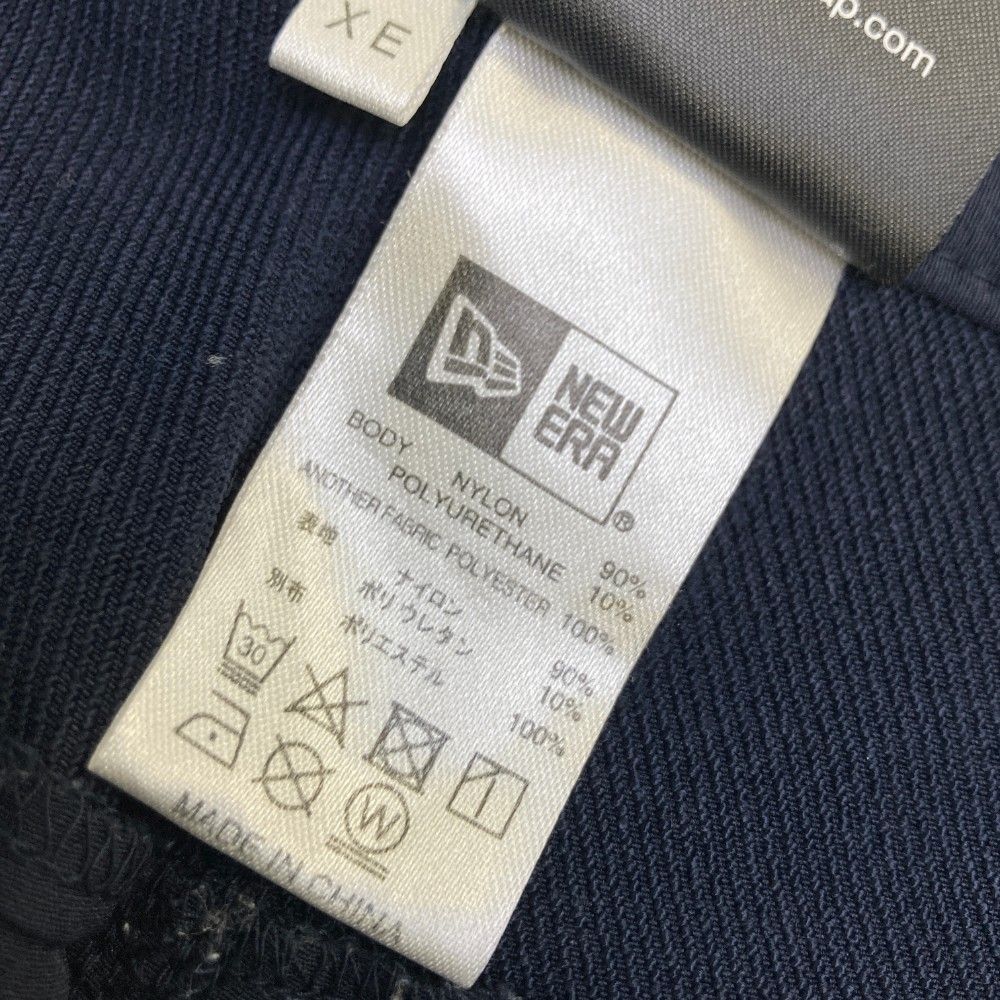 XE
p.com
NEW
ERA
®
BODY NYLON 90%
POLYURETHANE 10%
ANOTHER FABRIC POLYESTER 100%
表地 ナイロン 90%
ポリウレタン 10%
別布 ポリエステル 100%
30
W
MADE IN CHINA